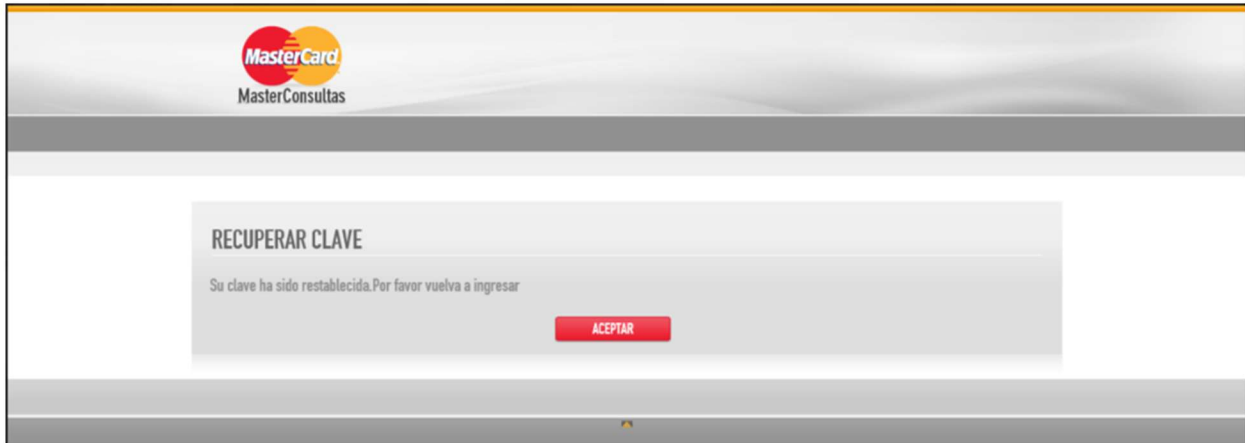 MasterCard
MasterConsultas
RECUPERAR CLAVE
Su clave ha sido restablecida.Por favor vuelva a ingresar
ACEPTAR